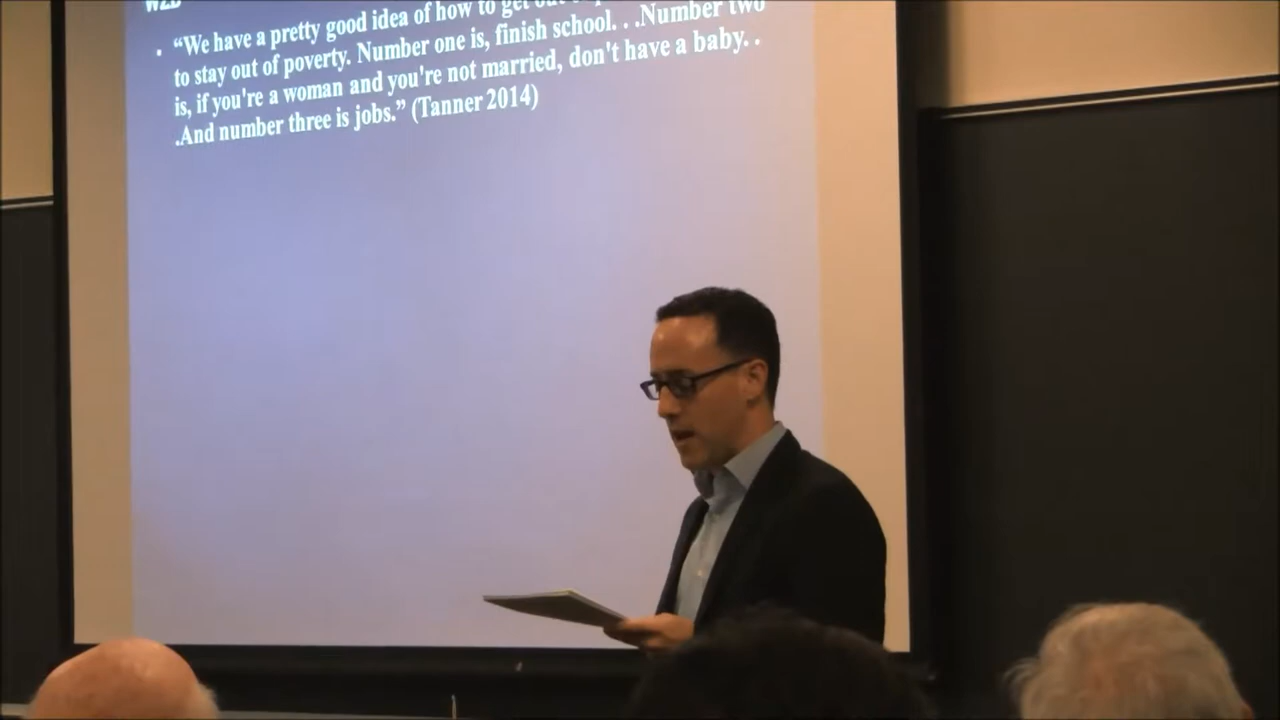 • “We have a pretty good idea of how to get out
to stay out of poverty. Number one is, finish school. . .Number two
is, if you're a woman and you're not married, don't have a baby. .
.And number three is jobs.” (Tanner 2014)